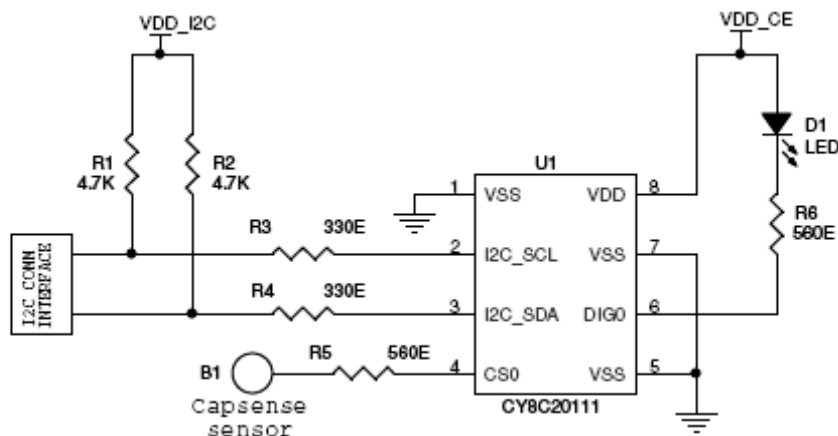 VDD_I2C
VDD_CE
R1
4.7K
R2
4.7K
D1
LED
U1
R6
560E
1
VSS
VDD
8
R3
330E
2
I2C_SCL
VSS
7
I2C COMM
INTERFACE
R4
330E
3
I2C_SDA
DIG0
6
B1
R5
560E
4
CS0
VSS
5
Capsense
sensor
CY8C20111